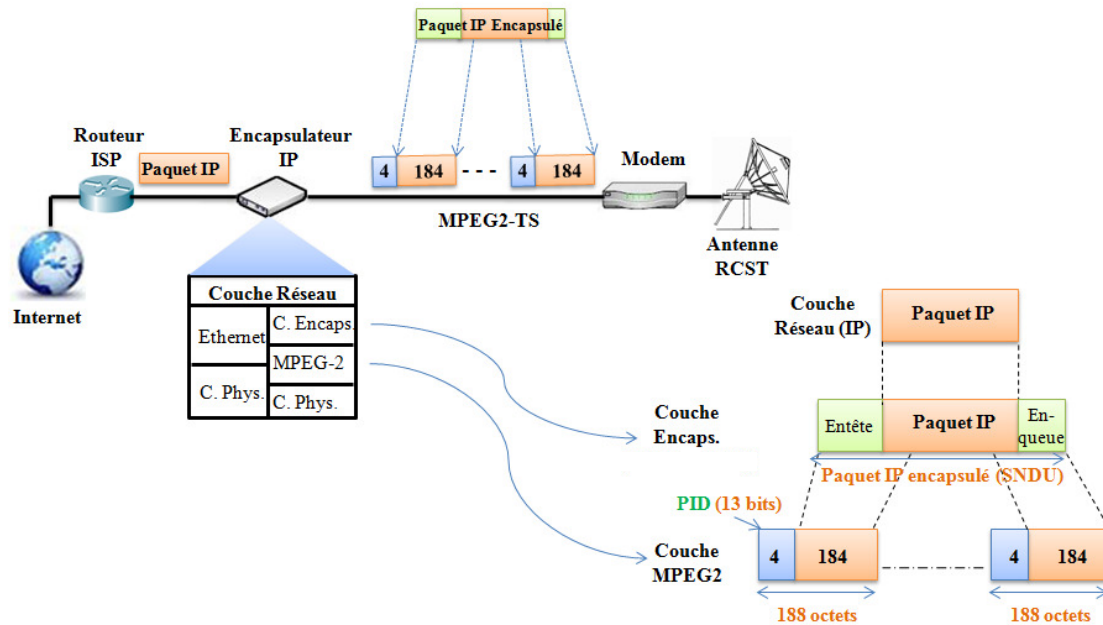 Paquet IP Encapsulé
Routeur
ISP
Paquet IP
Encapsulateur
IP
4
184
- - -
4
184
Modem
MPEG2-TS
Antenne
RCST
Internet
Couche Réseau
Ethernet
C. Encaps.
MPEG-2
C. Phys.
C. Phys.
Couche
Réseau (IP)
Paquet IP
Couche
Encaps.
Entête
Paquet IP
En-
queue
Paquet IP encapsulé (SNDU)
PID (13 bits)
Couche
MPEG2
4
184
4
184
188 octets
188 octets